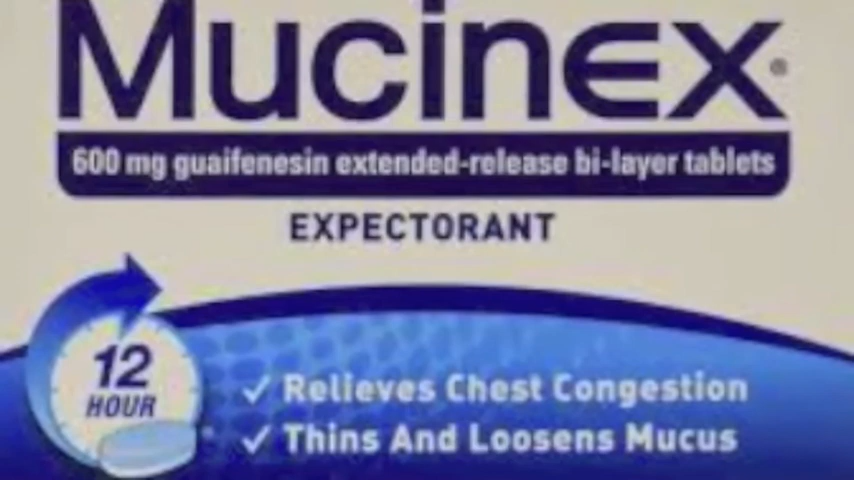 Mucinex®
600 mg guaifenesin extended-release bi-layer tablets
EXPECTORANT
12
HOUR
Relieves Chest Congestion
Thins And Loosens Mucus